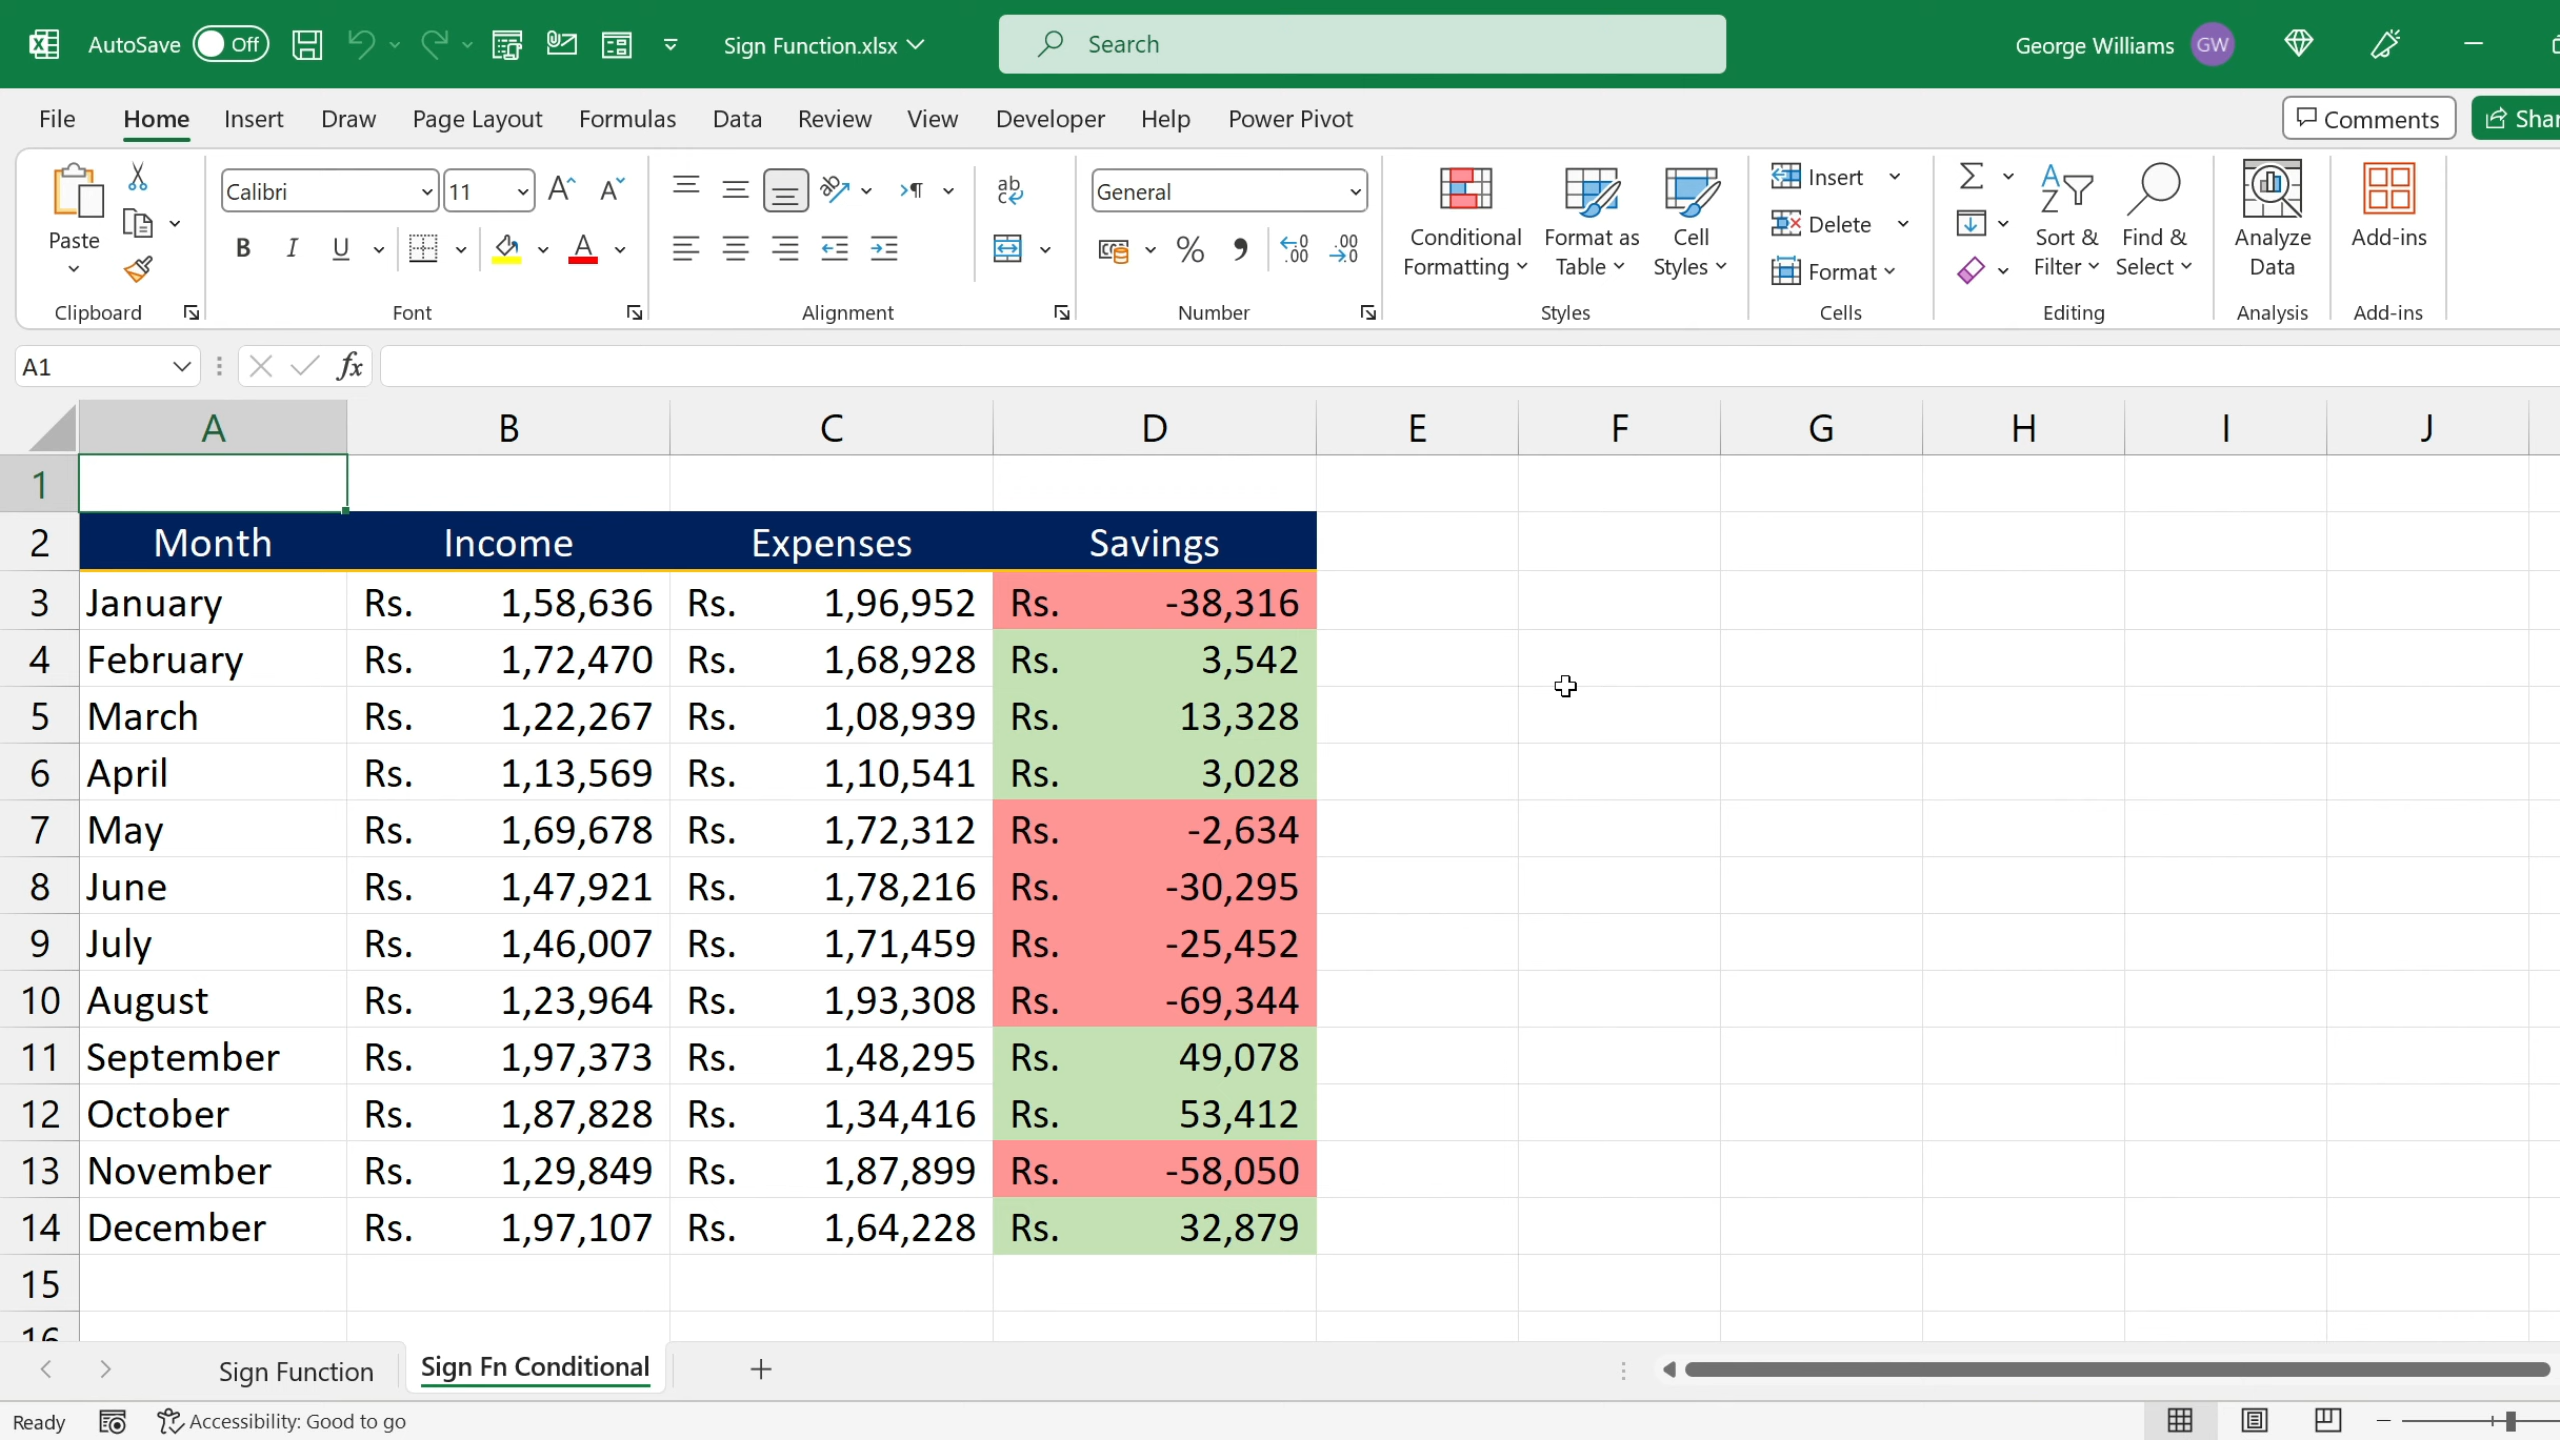 AutoSave Off Sign Function.xlsx Search George Williams GW
File Home Insert Draw Page Layout Formulas Data Review View Developer Help Power Pivot Comments Shar
Paste
Clipboard
Calibri 11
B I U A
Font
ab
Alignment
General
% , .00 .00
Number
Conditional Formatting
Format as Table
Cell Styles
Styles
Insert
Delete
Format
Cells
Sort & Filter
Find & Select
Editing
Analyze Data
Analysis
Add-ins
Add-ins
A1 fx
A B C D E F G H I J
1
2 Month Income Expenses Savings
3 January Rs. 1,58,636 Rs. 1,96,952 Rs. -38,316
4 February Rs. 1,72,470 Rs. 1,68,928 Rs. 3,542
5 March Rs. 1,22,267 Rs. 1,08,939 Rs. 13,328
6 April Rs. 1,13,569 Rs. 1,10,541 Rs. 3,028
7 May Rs. 1,69,678 Rs. 1,72,312 Rs. -2,634
8 June Rs. 1,47,921 Rs. 1,78,216 Rs. -30,295
9 July Rs. 1,46,007 Rs. 1,71,459 Rs. -25,452
10 August Rs. 1,23,964 Rs. 1,93,308 Rs. -69,344
11 September Rs. 1,97,373 Rs. 1,48,295 Rs. 49,078
12 October Rs. 1,87,828 Rs. 1,34,416 Rs. 53,412
13 November Rs. 1,29,849 Rs. 1,87,899 Rs. -58,050
14 December Rs. 1,97,107 Rs. 1,64,228 Rs. 32,879
15
16
Sign Function Sign Fn Conditional +
Ready Accessibility: Good to go